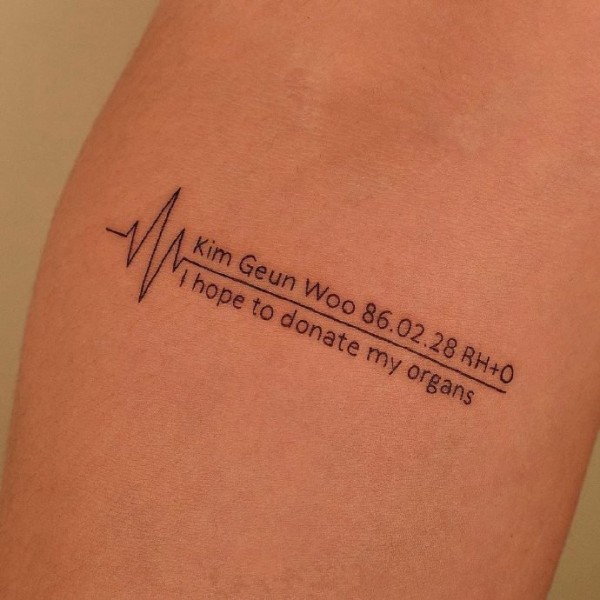 Kim Geun Woo 86.02.28 RH+O
I hope to donate my organs